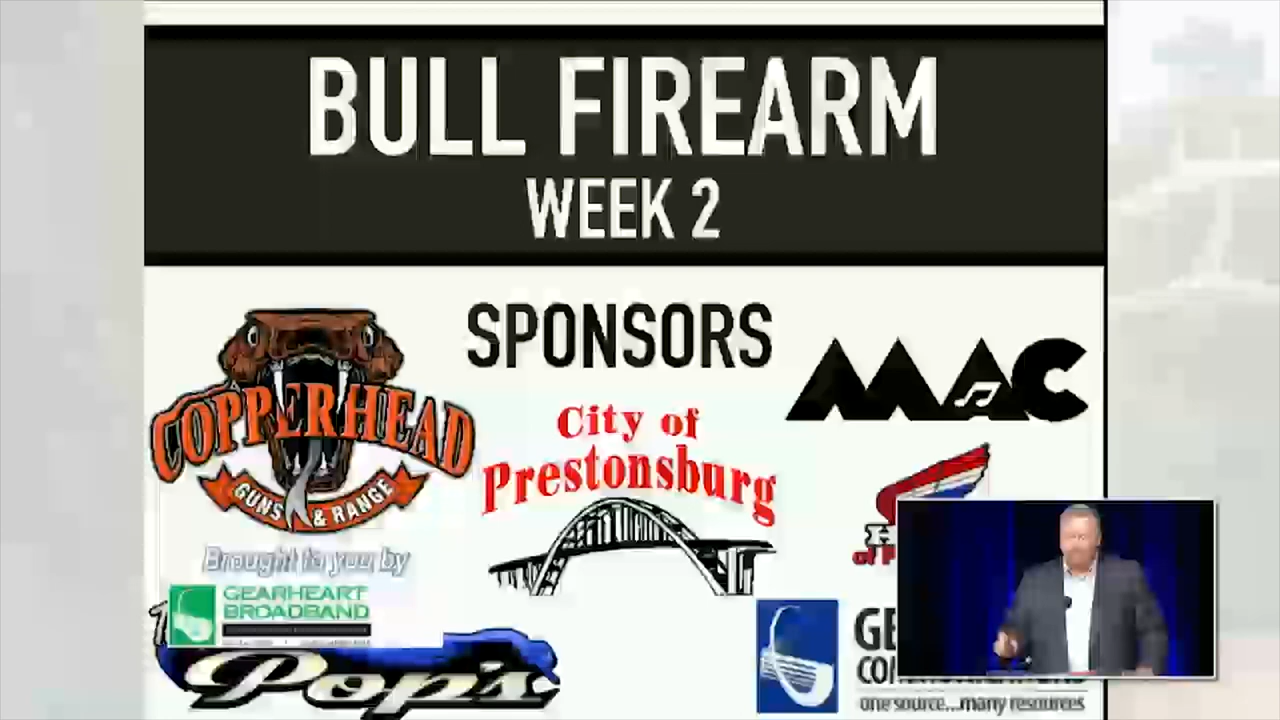 BULL FIREARM
WEEK 2
SPONSORS
MAC
COPPERHEAD
GUNS & RANGE
City of
Prestonsburg
Brought to you by
GEARHEART
BROADBAND
Pop's
one source...many resources